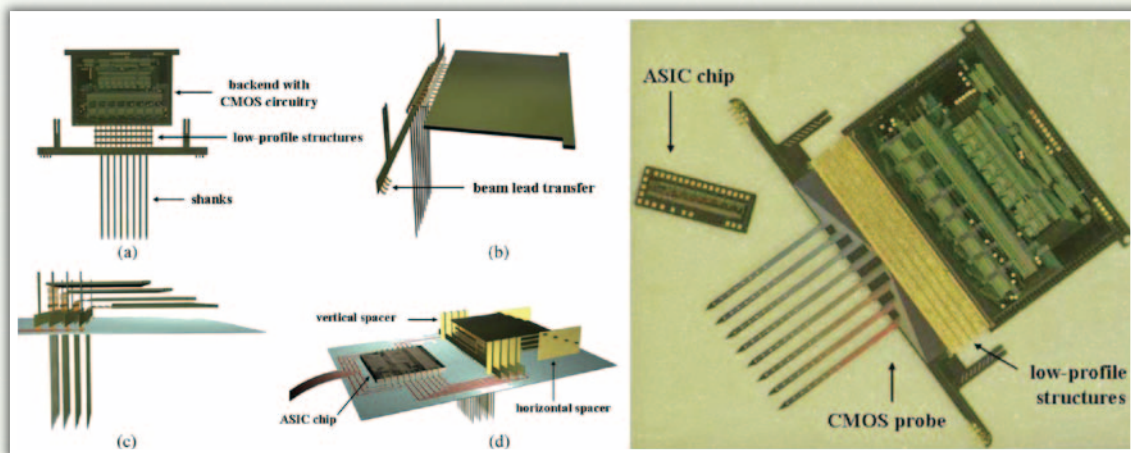 backend with
CMOS circuitry
low-profile structures
shanks
(a)
beam lead transfer
(b)
(c)
vertical spacer
ASIC chip
horizontal spacer
(d)
ASIC chip
low-profile
structures
CMOS probe